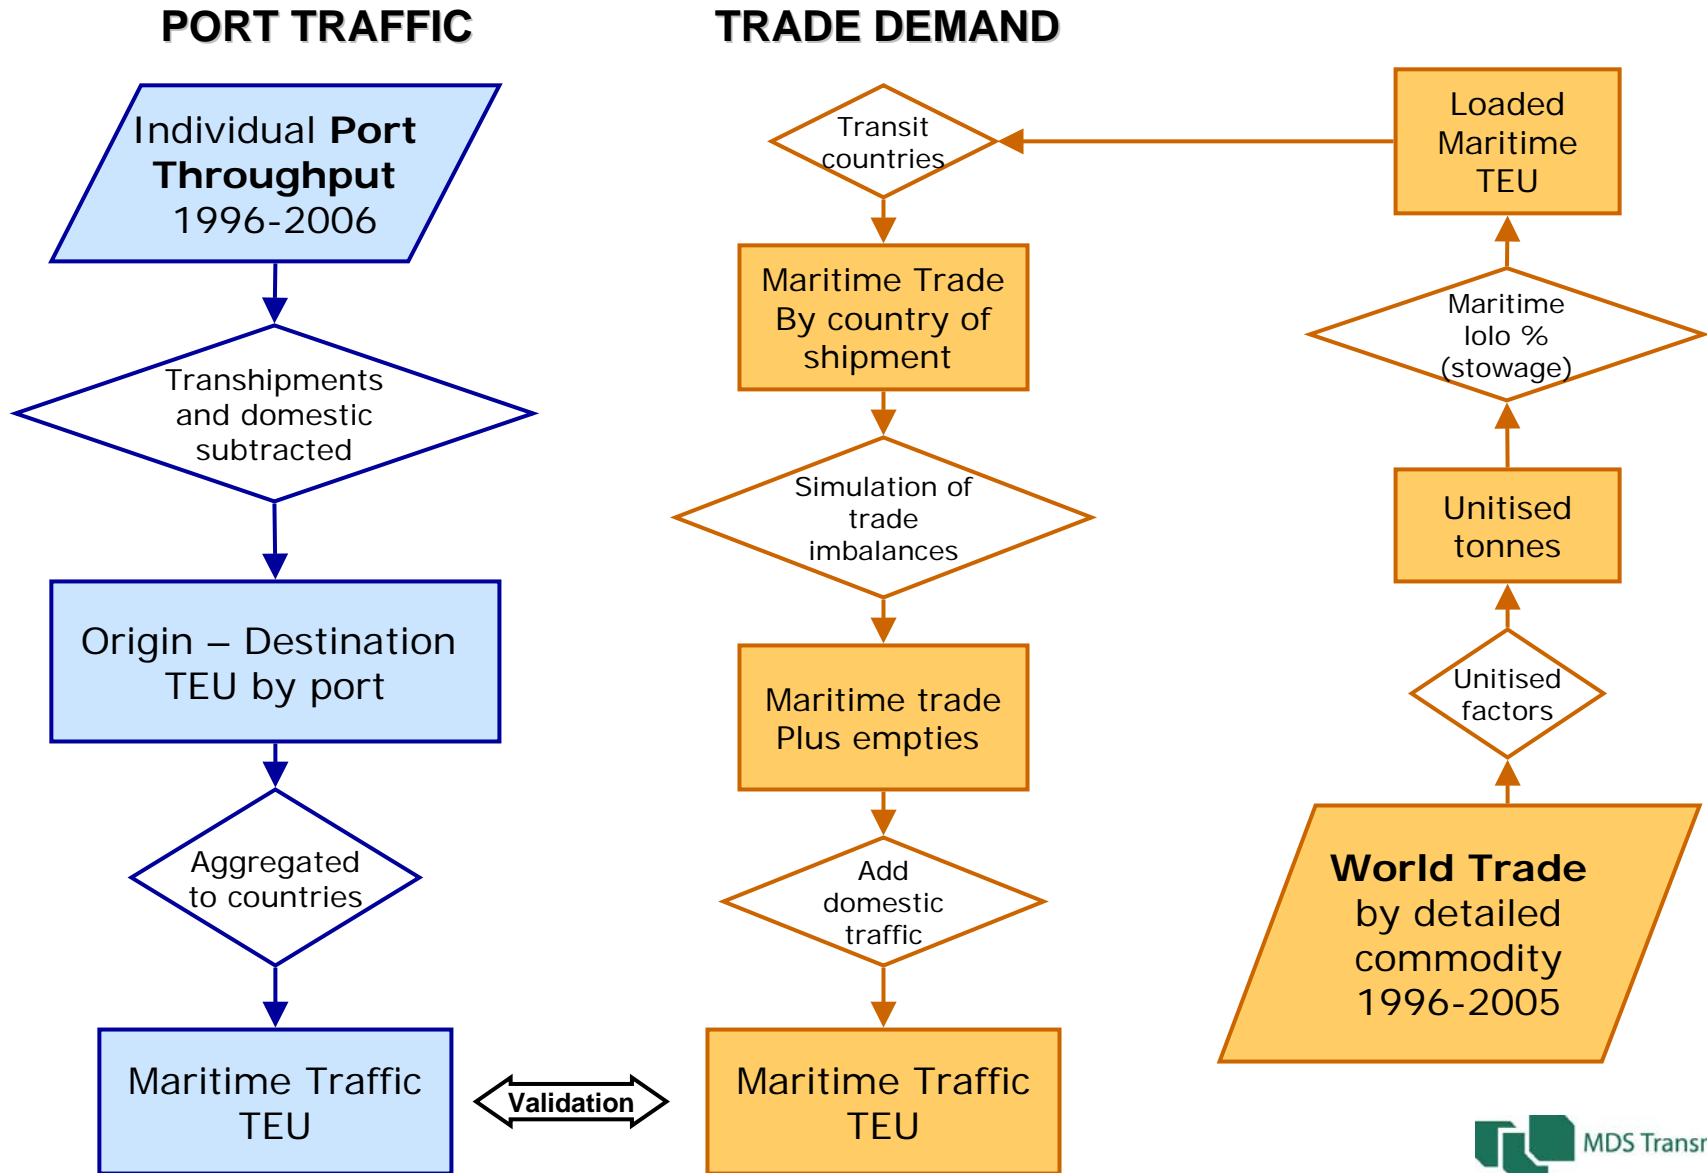 PORT TRAFFIC
Individual Port
Throughput
1996-2006
Transhipments
and domestic
subtracted
Origin – Destination
TEU by port
Aggregated
to countries
Maritime Traffic
TEU
Validation
TRADE DEMAND
Transit
countries
Maritime Trade
By country of
shipment
Simulation of
trade
imbalances
Maritime trade
Plus empties
Add
domestic
traffic
Maritime Traffic
TEU
Loaded
Maritime
TEU
Maritime
lolo %
(stowage)
Unitised
tonnes
Unitised
factors
World Trade
by detailed
commodity
1996-2005
MDS